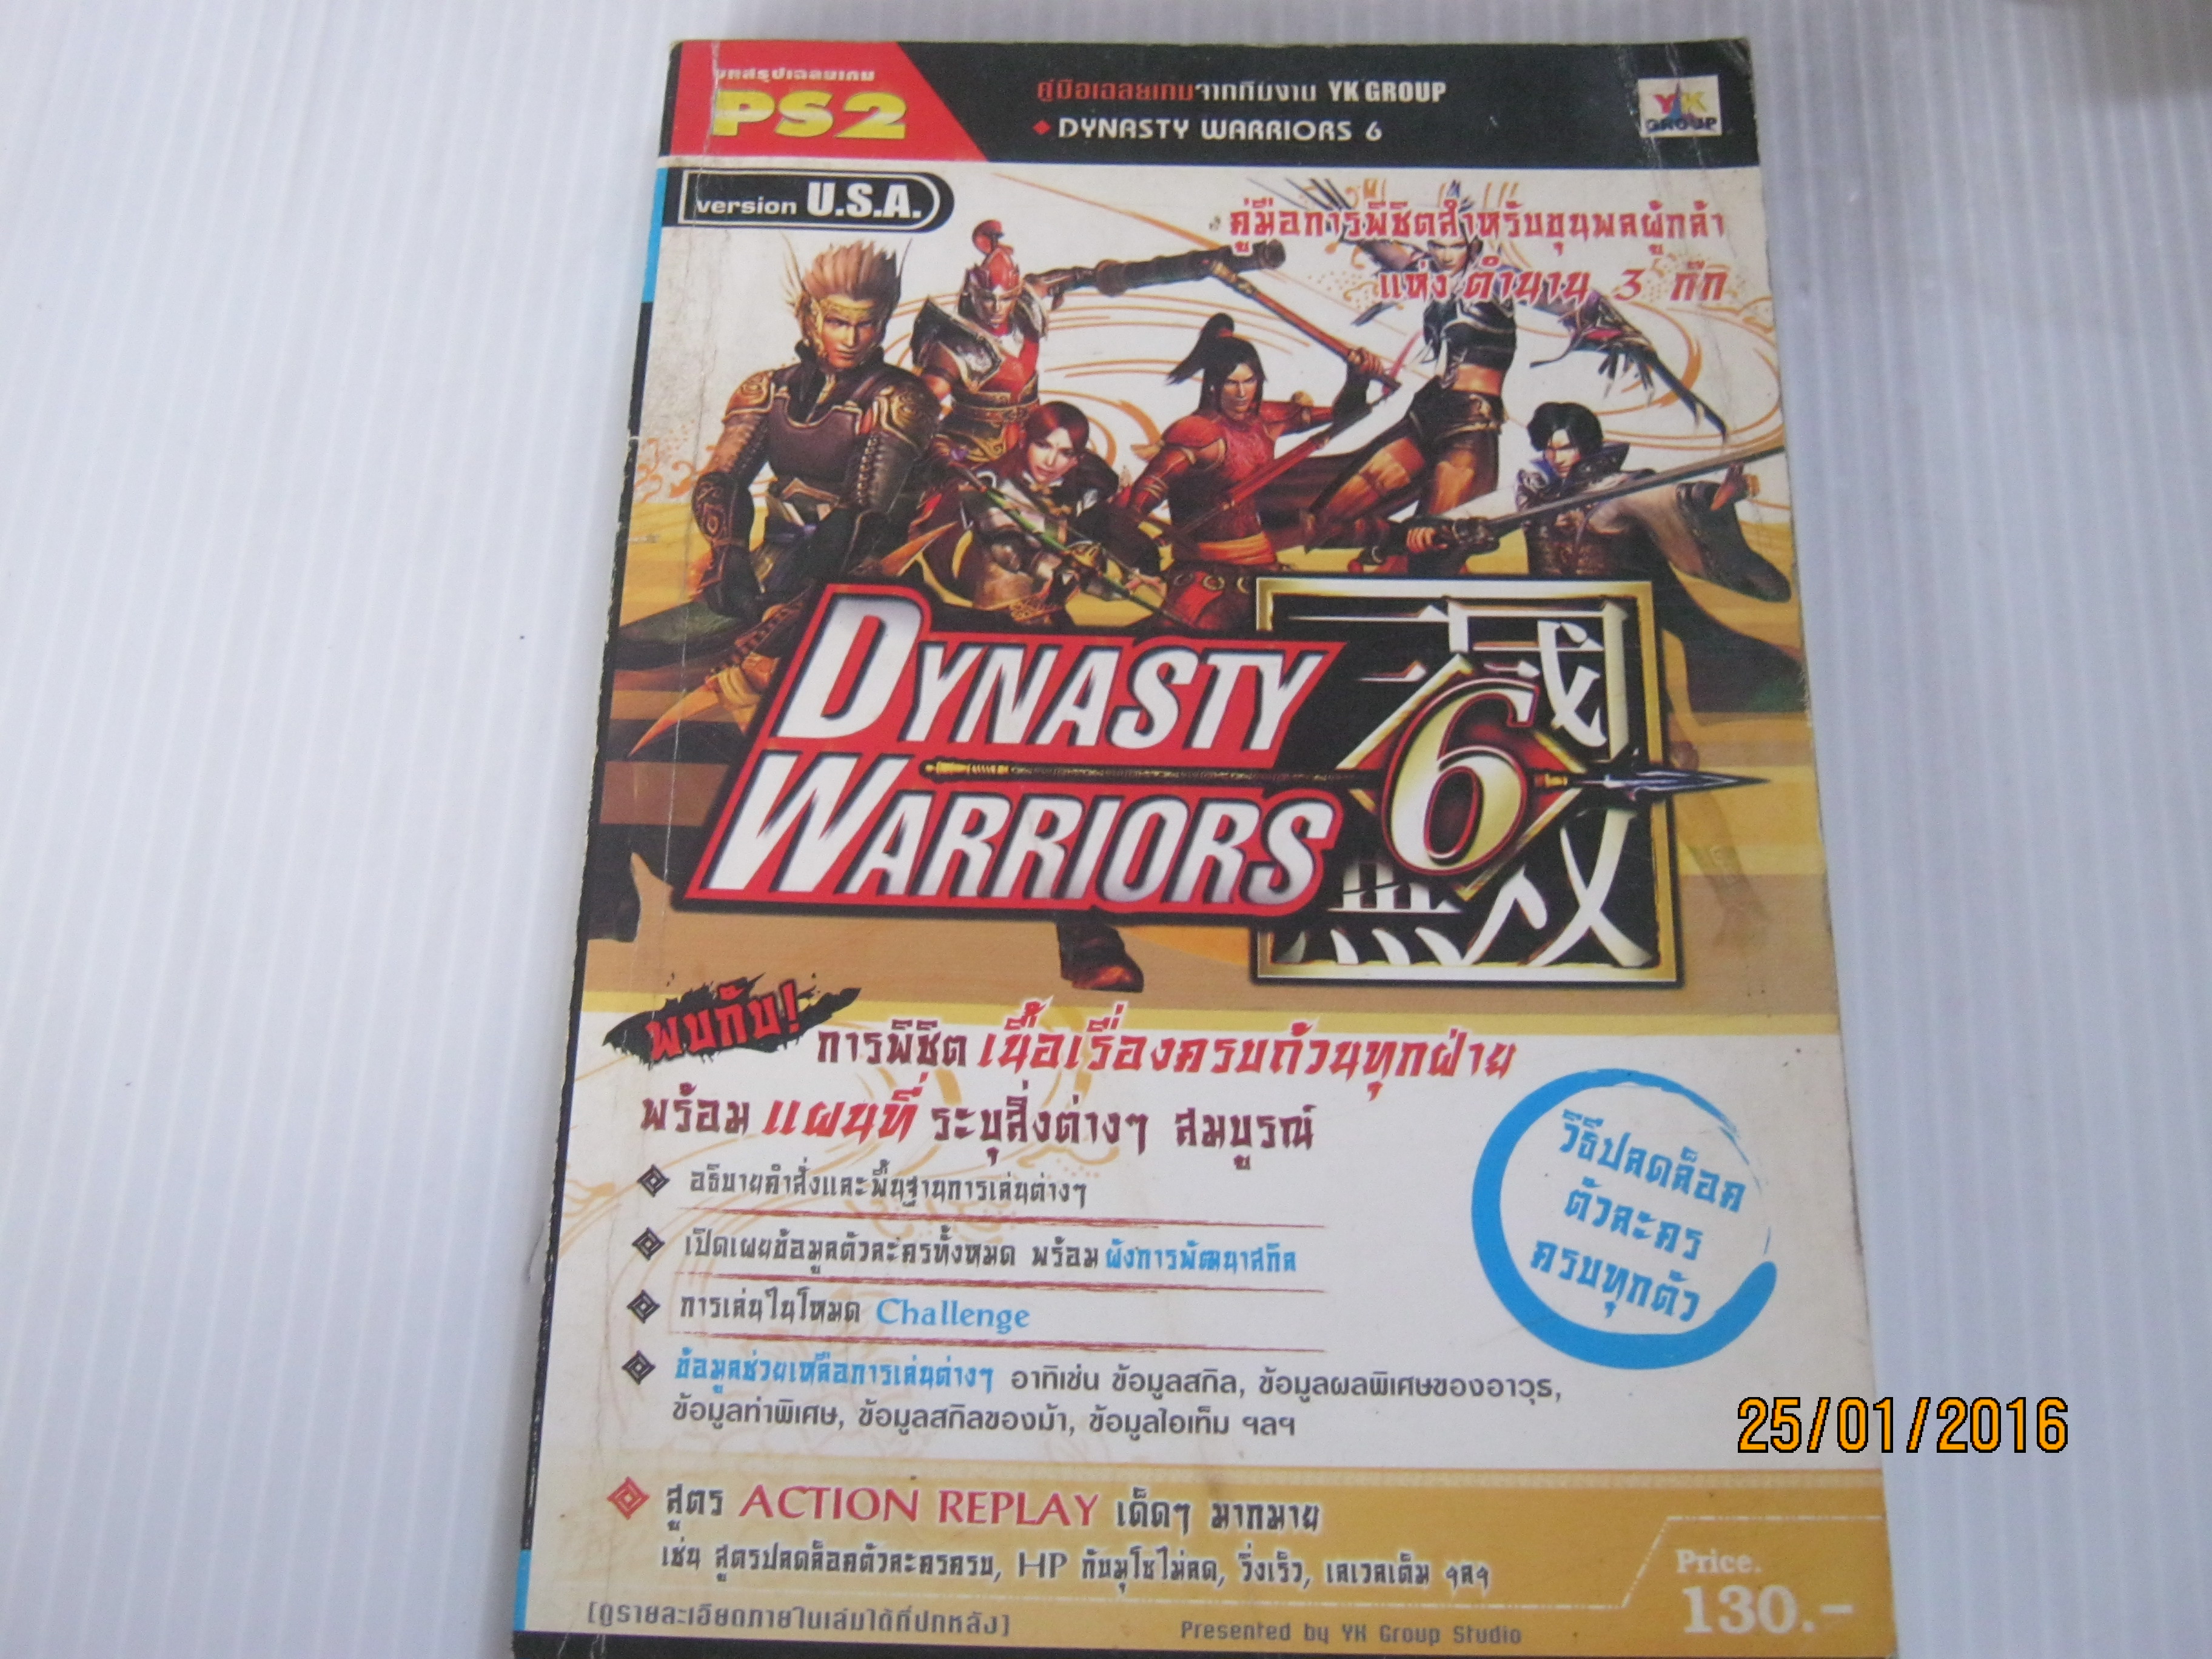 บทสรุปเฉลยเกม
PS2
คู่มือเฉลยเกมจากทีมงาน YK GROUP
DYNASTY WARRIORS 6
YK
GROUP
version U.S.A.
คู่มือการพิชิตสำหรับขุนพลผู้กล้า
แห่ง ตำนาน 3 ก๊ก
DYNASTY
WARRIORS
6
三國
無双
พบกับ!
การพิชิต เนื้อเรื่องครบถ้วนทุกฝ่าย
พร้อม แผนที่ ระบุสิ่งต่างๆ สมบูรณ์
อธิบายคำสั่งและพื้นฐานการเล่นต่างๆ
เปิดเผยข้อมูลตัวละครทั้งหมด พร้อม ผังการพัฒนาสกิล
การเล่นในโหมด Challenge
ข้อมูลช่วยเหลือการเล่นต่างๆ อาทิเช่น ข้อมูลสกิล, ข้อมูลผลพิเศษของอาวุธ,
ข้อมูลท่าพิเศษ, ข้อมูลสกิลของม้า, ข้อมูลไอเท็ม ฯลฯ
วิธีปลดล็อค
ตัวละคร
ครบทุกตัว
สูตร ACTION REPLAY เด็ดๆ มากมาย
เช่น สูตรปลดล็อคตัวละครครบ, HP กับมุโซไม่ลด, วิ่งเร็ว, เลเวลเต็ม ฯลฯ
[ดูรายละเอียดภายในเล่มได้ที่ปกหลัง]
Presented by YK Group Studio
Price.
130.-
25/01/2016